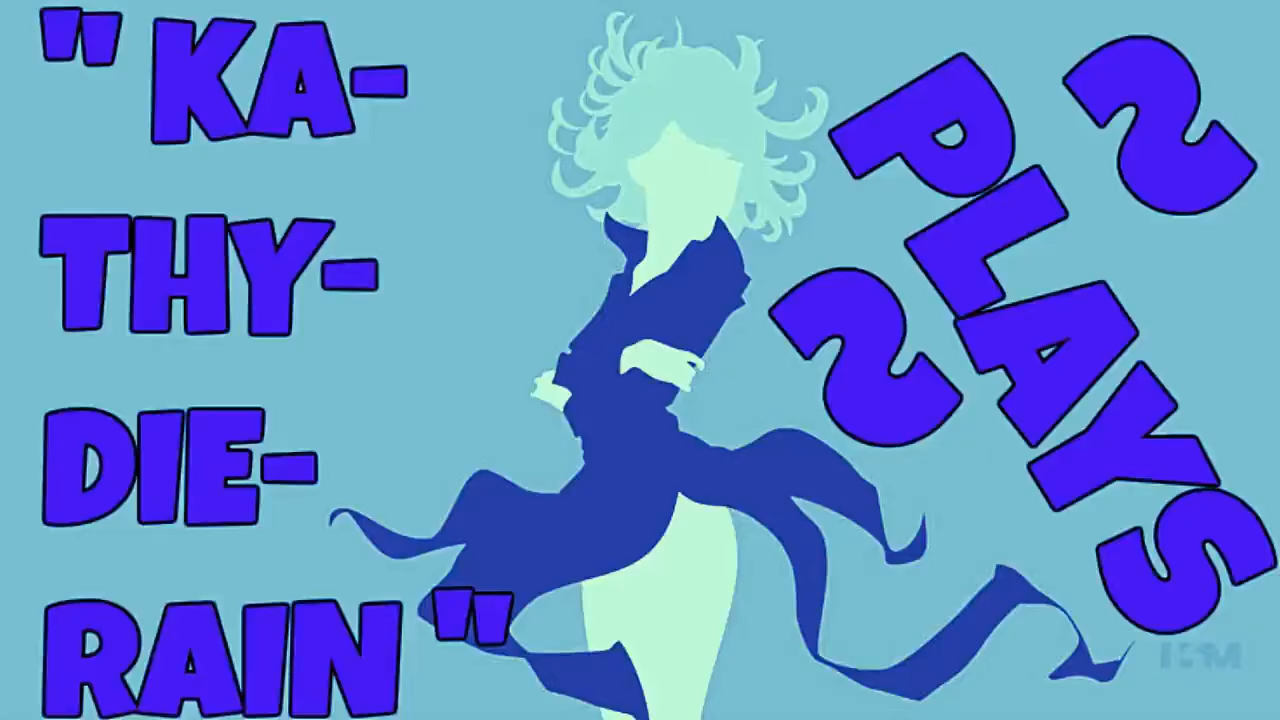 " KA-
THY-
DIE-
RAIN "
~
PLAYS
~